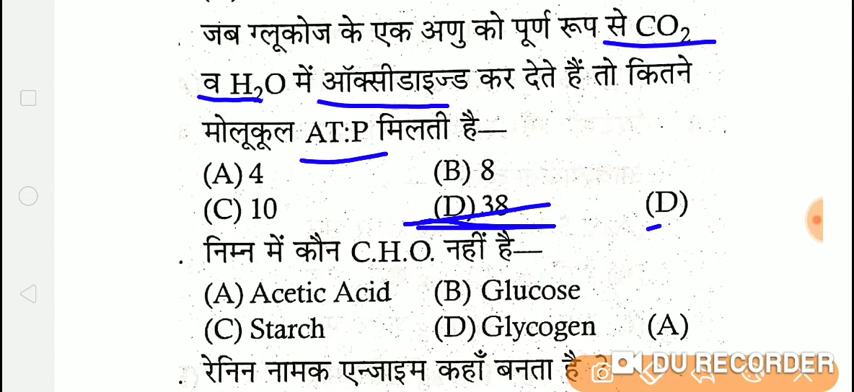 जब ग्लूकोज के एक अणु को पूर्ण रूप से CO₂
व H₂O में ऑक्सीडाइज्ड कर देते हैं तो कितने
मोलूकूल AT:P मिलती है—
(A) 4 (B) 8
(C) 10 (D) 38 (D)
. निम्न में कौन C.H.O. नहीं है—
(A) Acetic Acid (B) Glucose
(C) Starch (D) Glycogen (A)
. रेनिन नामक एन्जाइम कहाँ बनता है
DU RECORDER